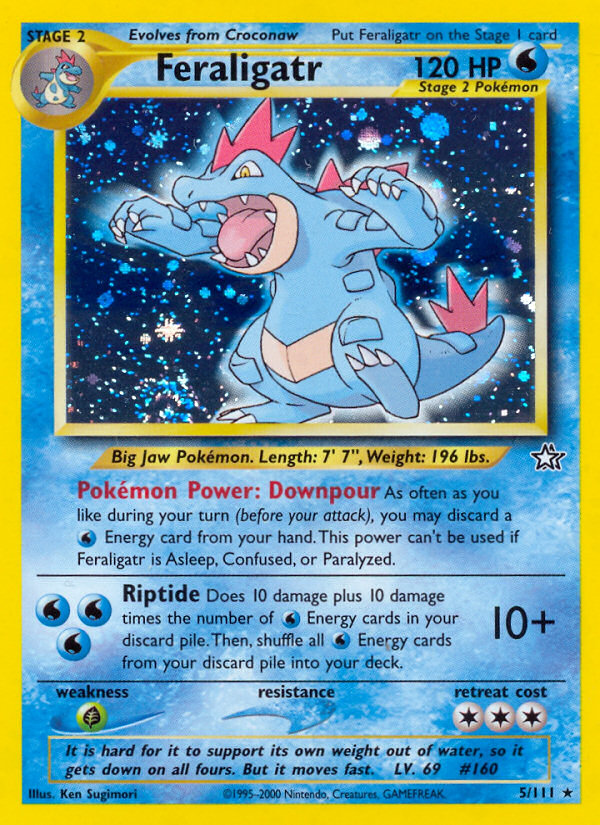 STAGE 2 Evolves from Croconaw Put Feraligatr on the Stage 1 card
Feraligatr 120 HP
Stage 2 Pokémon
Big Jaw Pokémon. Length: 7' 7", Weight: 196 lbs.
Pokémon Power: Downpour As often as you
like during your turn (before your attack), you may discard a
Energy card from your hand. This power can't be used if
Feraligatr is Asleep, Confused, or Paralyzed.
Riptide Does 10 damage plus 10 damage
times the number of Energy cards in your
discard pile. Then, shuffle all Energy cards
from your discard pile into your deck.
10+
weakness resistance retreat cost
It is hard for it to support its own weight out of water, so it
gets down on all fours. But it moves fast. LV. 69 #160
Illus. Ken Sugimori ©1995-2000 Nintendo, Creatures, GAMEFREAK. 5/111 ★